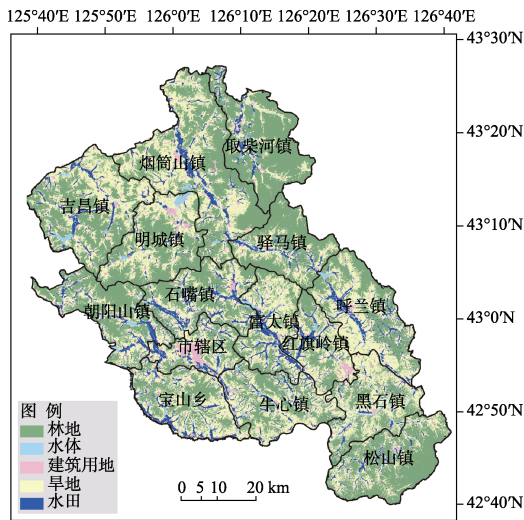 125°40′E 125°50′E 126°0′E 126°10′E 126°20′E 126°30′E 126°40′E
43°30′N
43°20′N
43°10′N
43°0′N
42°50′N
42°40′N
取柴河镇
烟筒山镇
吉昌镇
明城镇
驿马镇
石嘴镇
呼兰镇
朝阳山镇
富太镇
红旗岭镇
市辖区
宝山乡
牛心镇
黑石镇
松山镇
图 例
林地
水体
建筑用地
旱地
水田
0 5 10 20 km